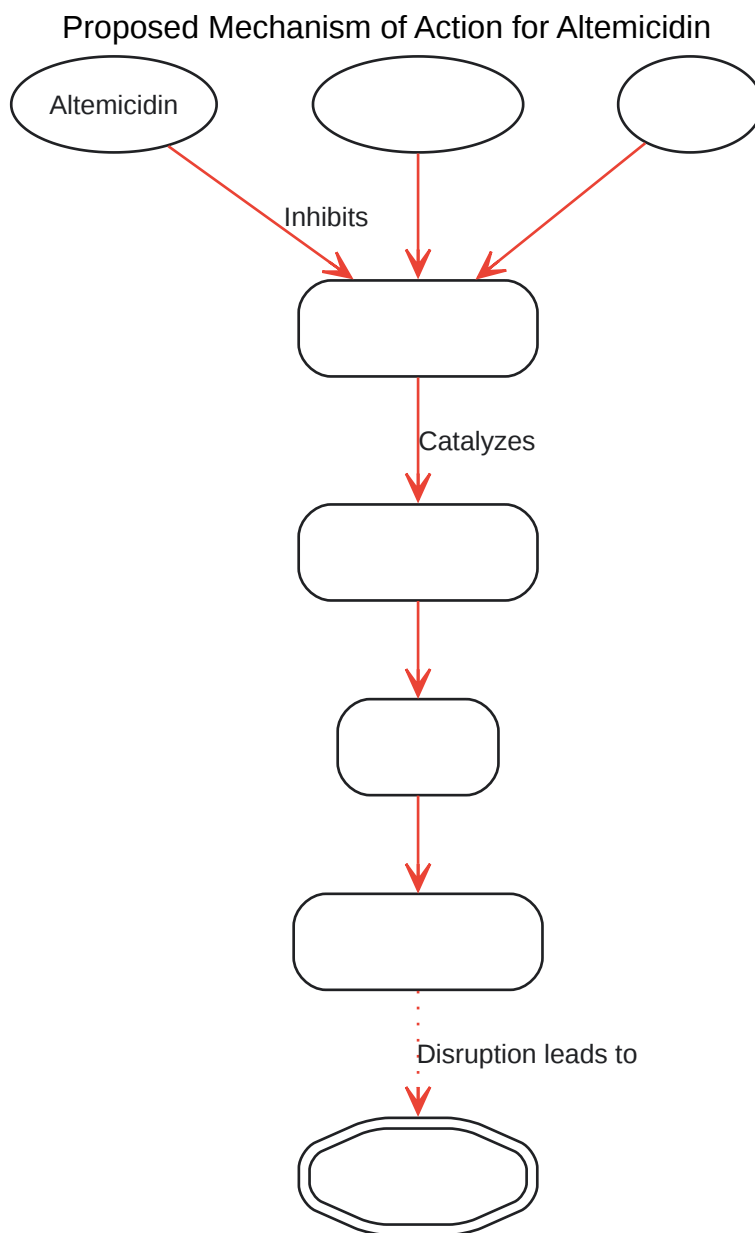 Proposed Mechanism of Action for Altemicidin
Altemicidin
Inhibits
Catalyzes
Disruption leads to